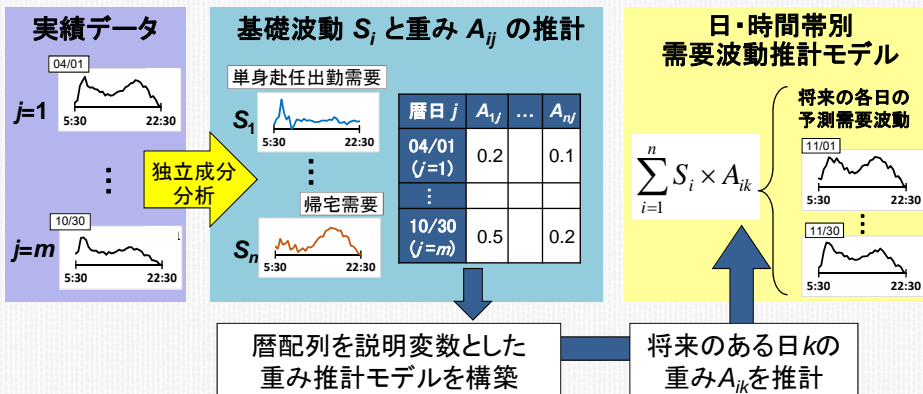 実績データ
04/01
j=1
5:30 22:30
⋮
10/30
j=m
5:30 22:30
独立成分
分析
基礎波動 Si と重み Aij の推計
単身赴任出勤需要
S1
5:30 22:30
⋮
帰宅需要
Sn
5:30 22:30
暦日 j A1j … Anj
04/01
(j=1) 0.2 0.1
⋮
10/30
(j=m) 0.5 0.2
日・時間帯別
需要波動推計モデル
将来の各日の
予測需要波動
n
∑ Si × Aik
i=1
11/01
5:30 22:30
⋮
11/30
5:30 22:30
暦配列を説明変数とした
重み推計モデルを構築
将来のある日kの
重みAikを推計